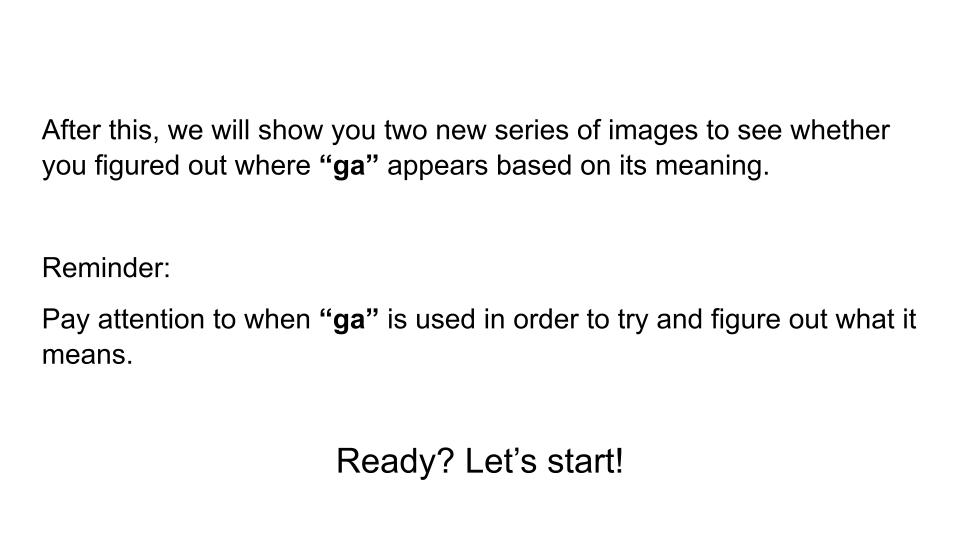 After this, we will show you two new series of images to see whether
you figured out where “ga” appears based on its meaning.
Reminder:
Pay attention to when “ga” is used in order to try and figure out what it
means.
Ready? Let’s start!